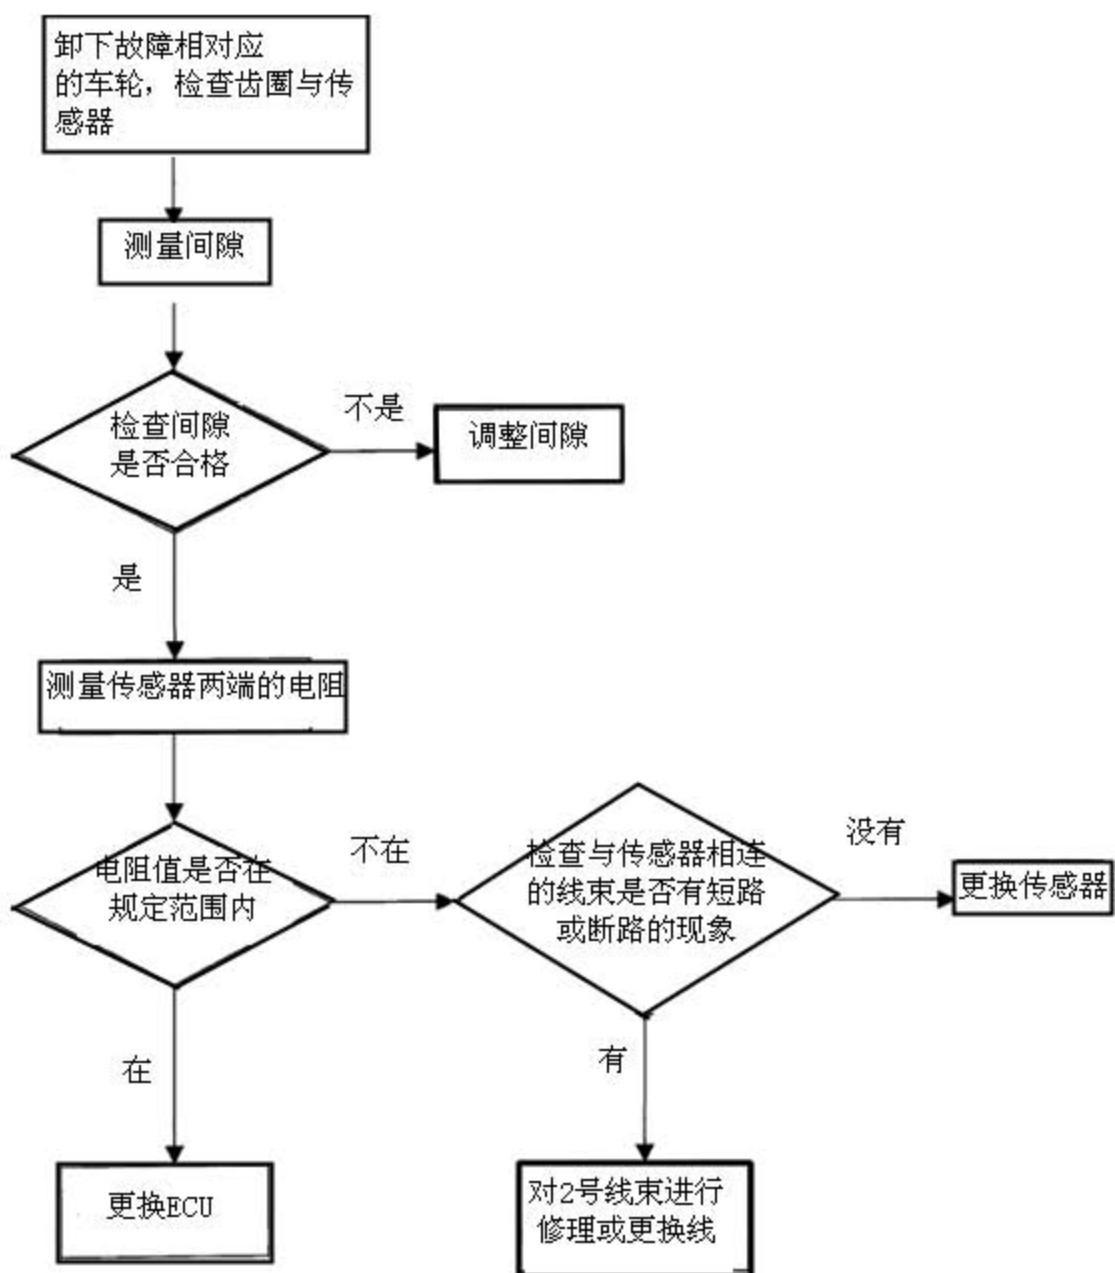 卸下故障相对应
的车轮，检查齿圈与传
感器
测量间隙
检查间隙
是否合格
不是
调整间隙
是
测量传感器两端的电阻
电阻值是否在
规定范围内
不在
检查与传感器相连
的线束是否有短路
或断路的现象
没有
更换传感器
在
有
更换ECU
对2号线束进行
修理或更换线